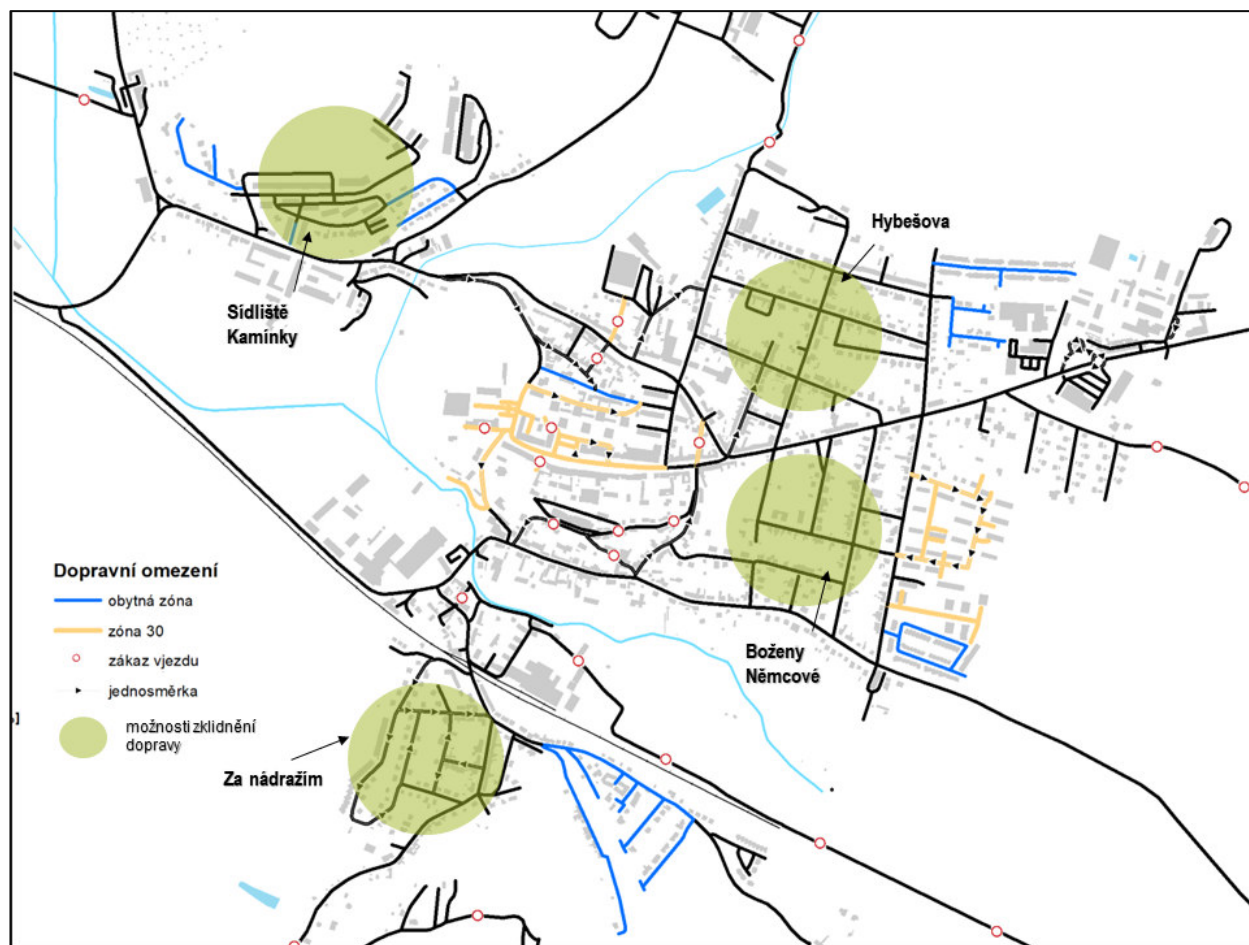 Hybešova
Sídliště
Kamínky
Dopravní omezení
obytná zóna
zóna 30
zákaz vjezdu
jednosměrka
možnosti zklidnění
dopravy
Boženy
Němcové
Za nádražím